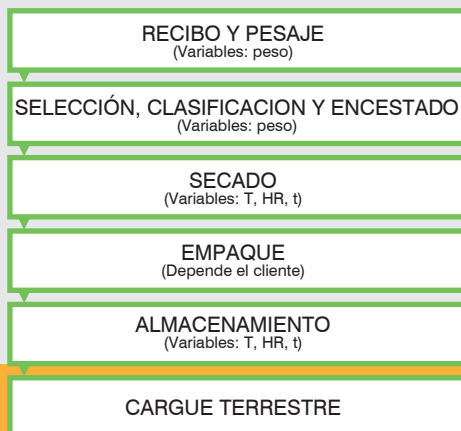 RECIBO Y PESAJE
(Variables: peso)
SELECCIÓN, CLASIFICACION Y ENCESTADO
(Variables: peso)
SECADO
(Variables: T, HR, t)
EMPAQUE
(Depende el cliente)
ALMACENAMIENTO
(Variables: T, HR, t)
CARGUE TERRESTRE